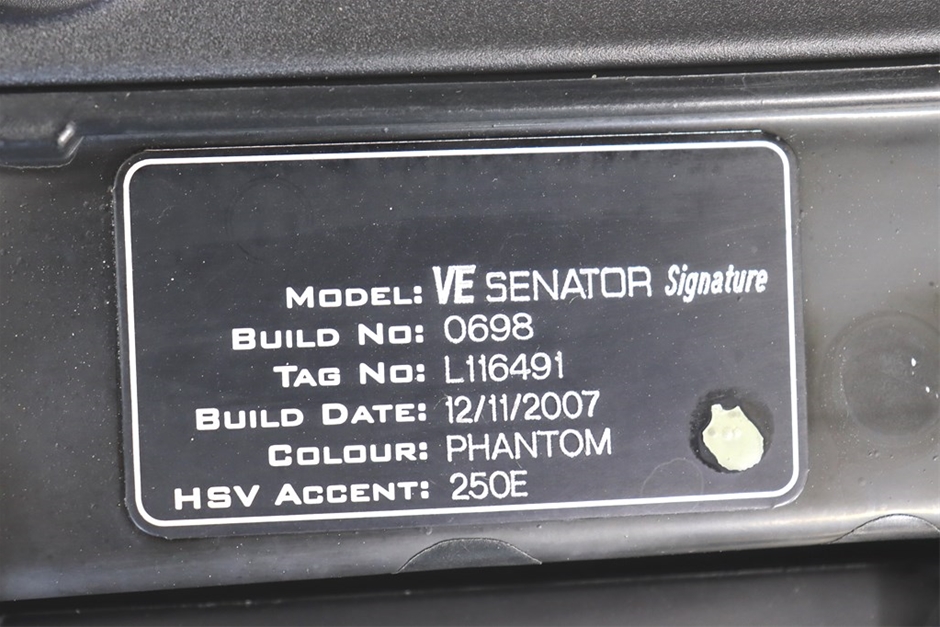 MODEL: VE SENATOR Signature
BUILD NO: 0698
TAG NO: L116491
BUILD DATE: 12/11/2007
COLOUR: PHANTOM
HSV ACCENT: 250E